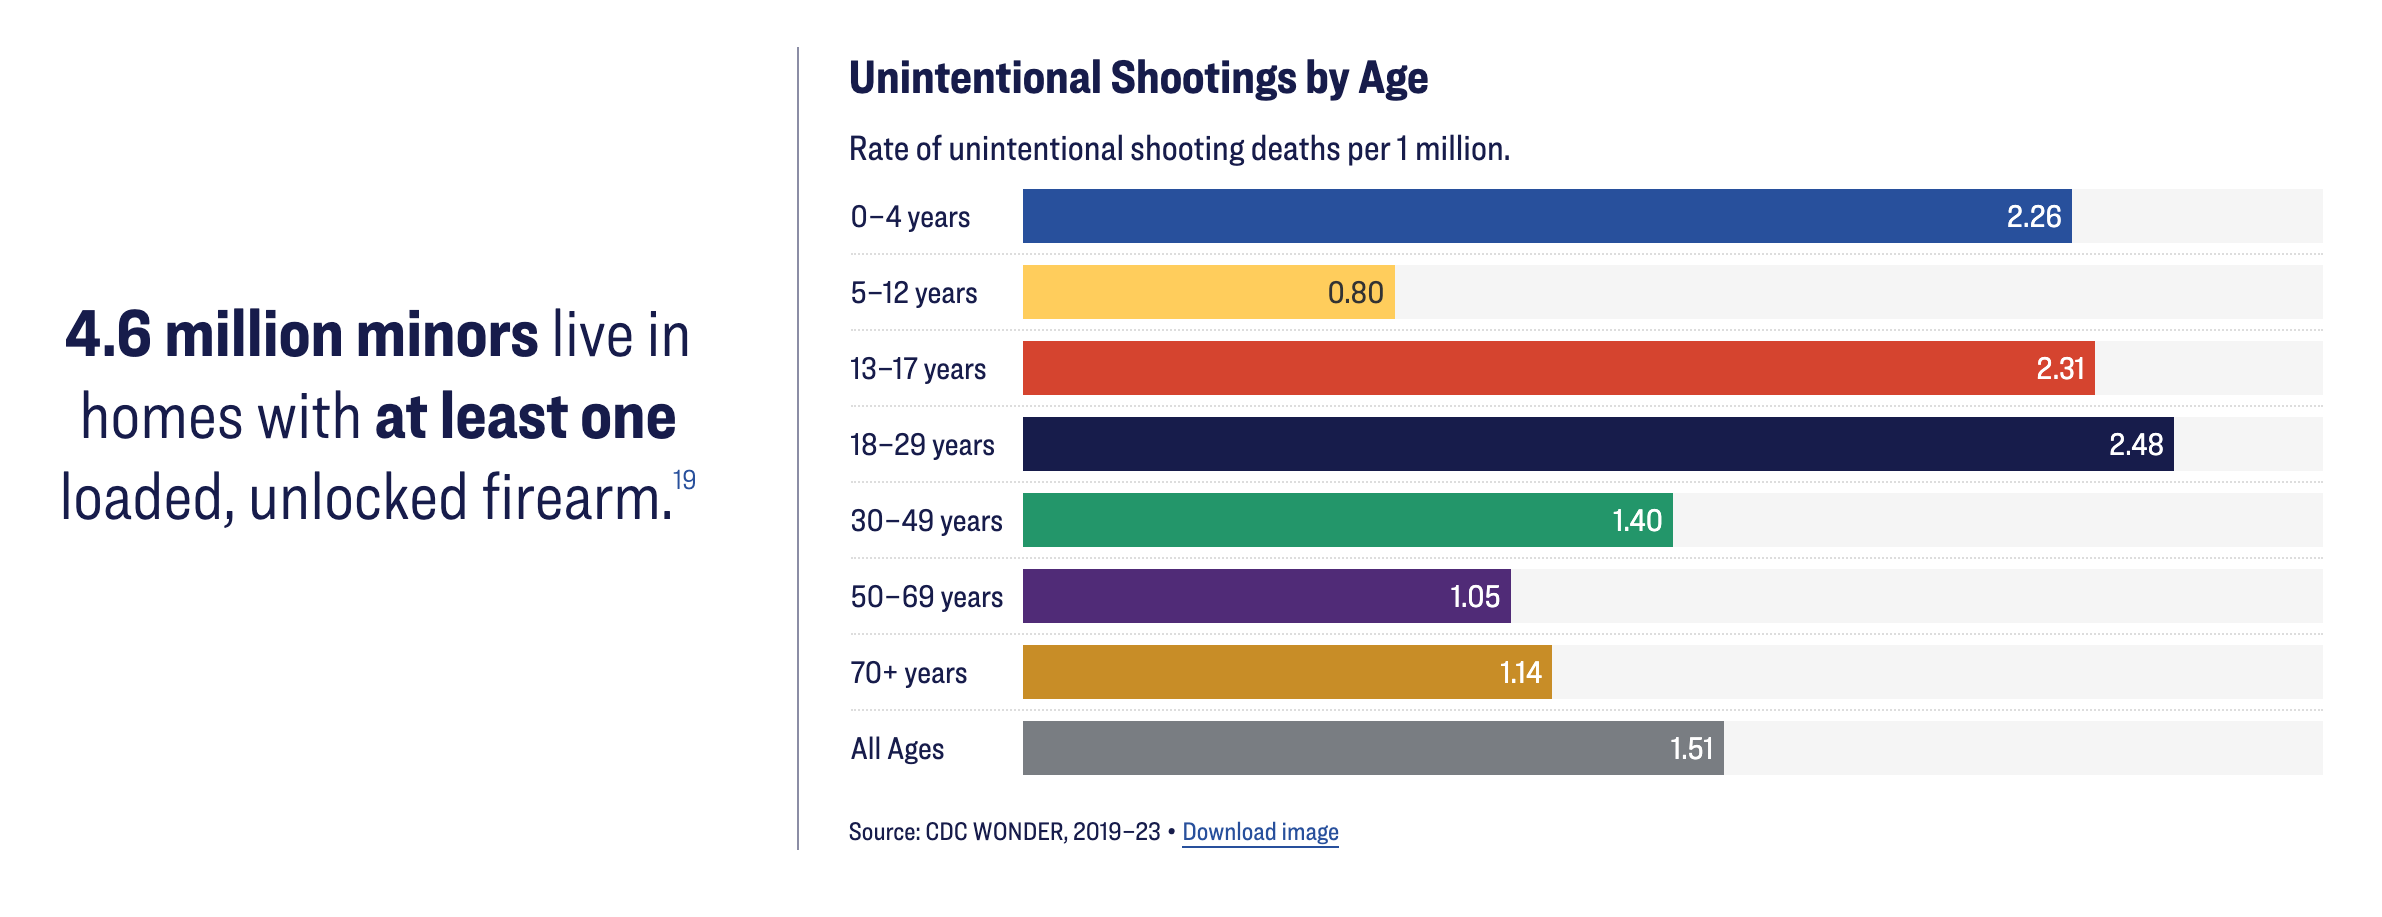 4.6 million minors live in
homes with at least one
loaded, unlocked firearm.19
Unintentional Shootings by Age
Rate of unintentional shooting deaths per 1 million.
0–4 years 2.26
5–12 years 0.80
13–17 years 2.31
18–29 years 2.48
30–49 years 1.40
50–69 years 1.05
70+ years 1.14
All Ages 1.51
Source: CDC WONDER, 2019–23 • Download image